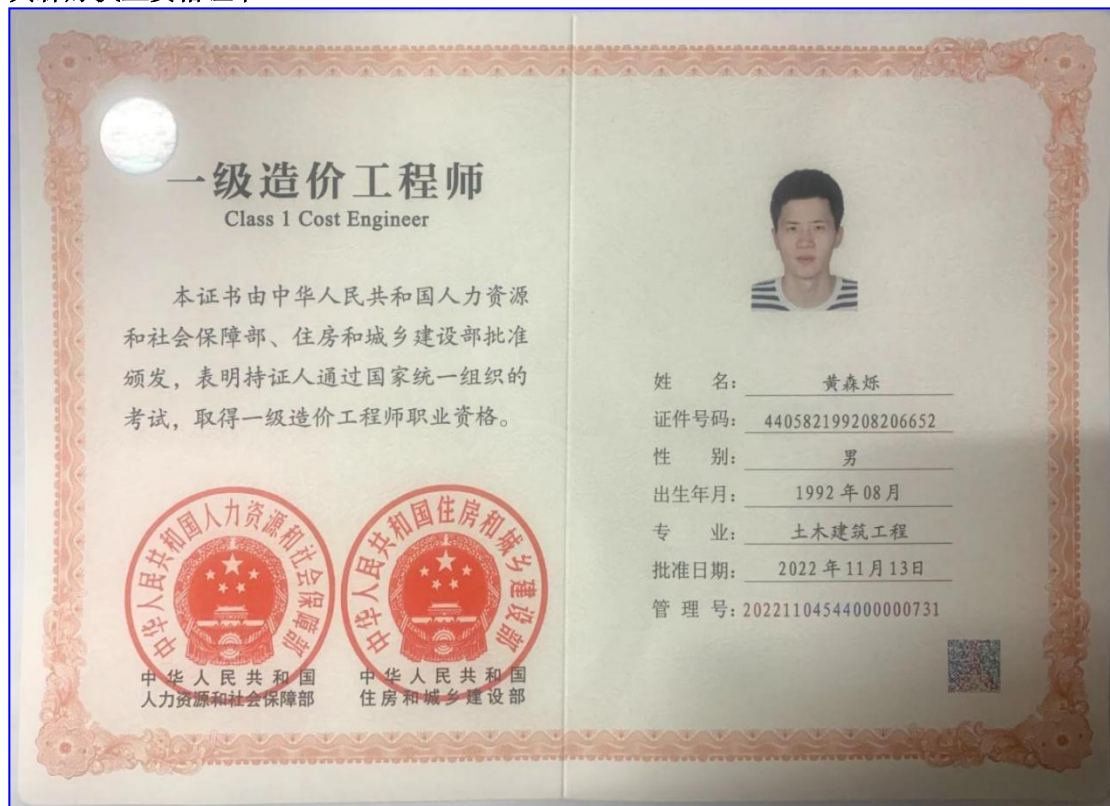 一级造价工程师
Class 1 Cost Engineer
本证书由中华人民共和国人力资源
和社会保障部、住房和城乡建设部批准
颁发，表明持证人通过国家统一组织的
考试，取得一级造价工程师职业资格。
中华人民共和国人力资源和社会保障部
中华人民共和国住房和城乡建设部
中华人民共和国
人力资源和社会保障部
中华人民共和国
住房和城乡建设部
姓 名：黄森烁
证件号码：440582199208206652
性 别：男
出生年月：1992年08月
专 业：土木建筑工程
批准日期：2022年11月13日
管 理 号：20221104544000000731